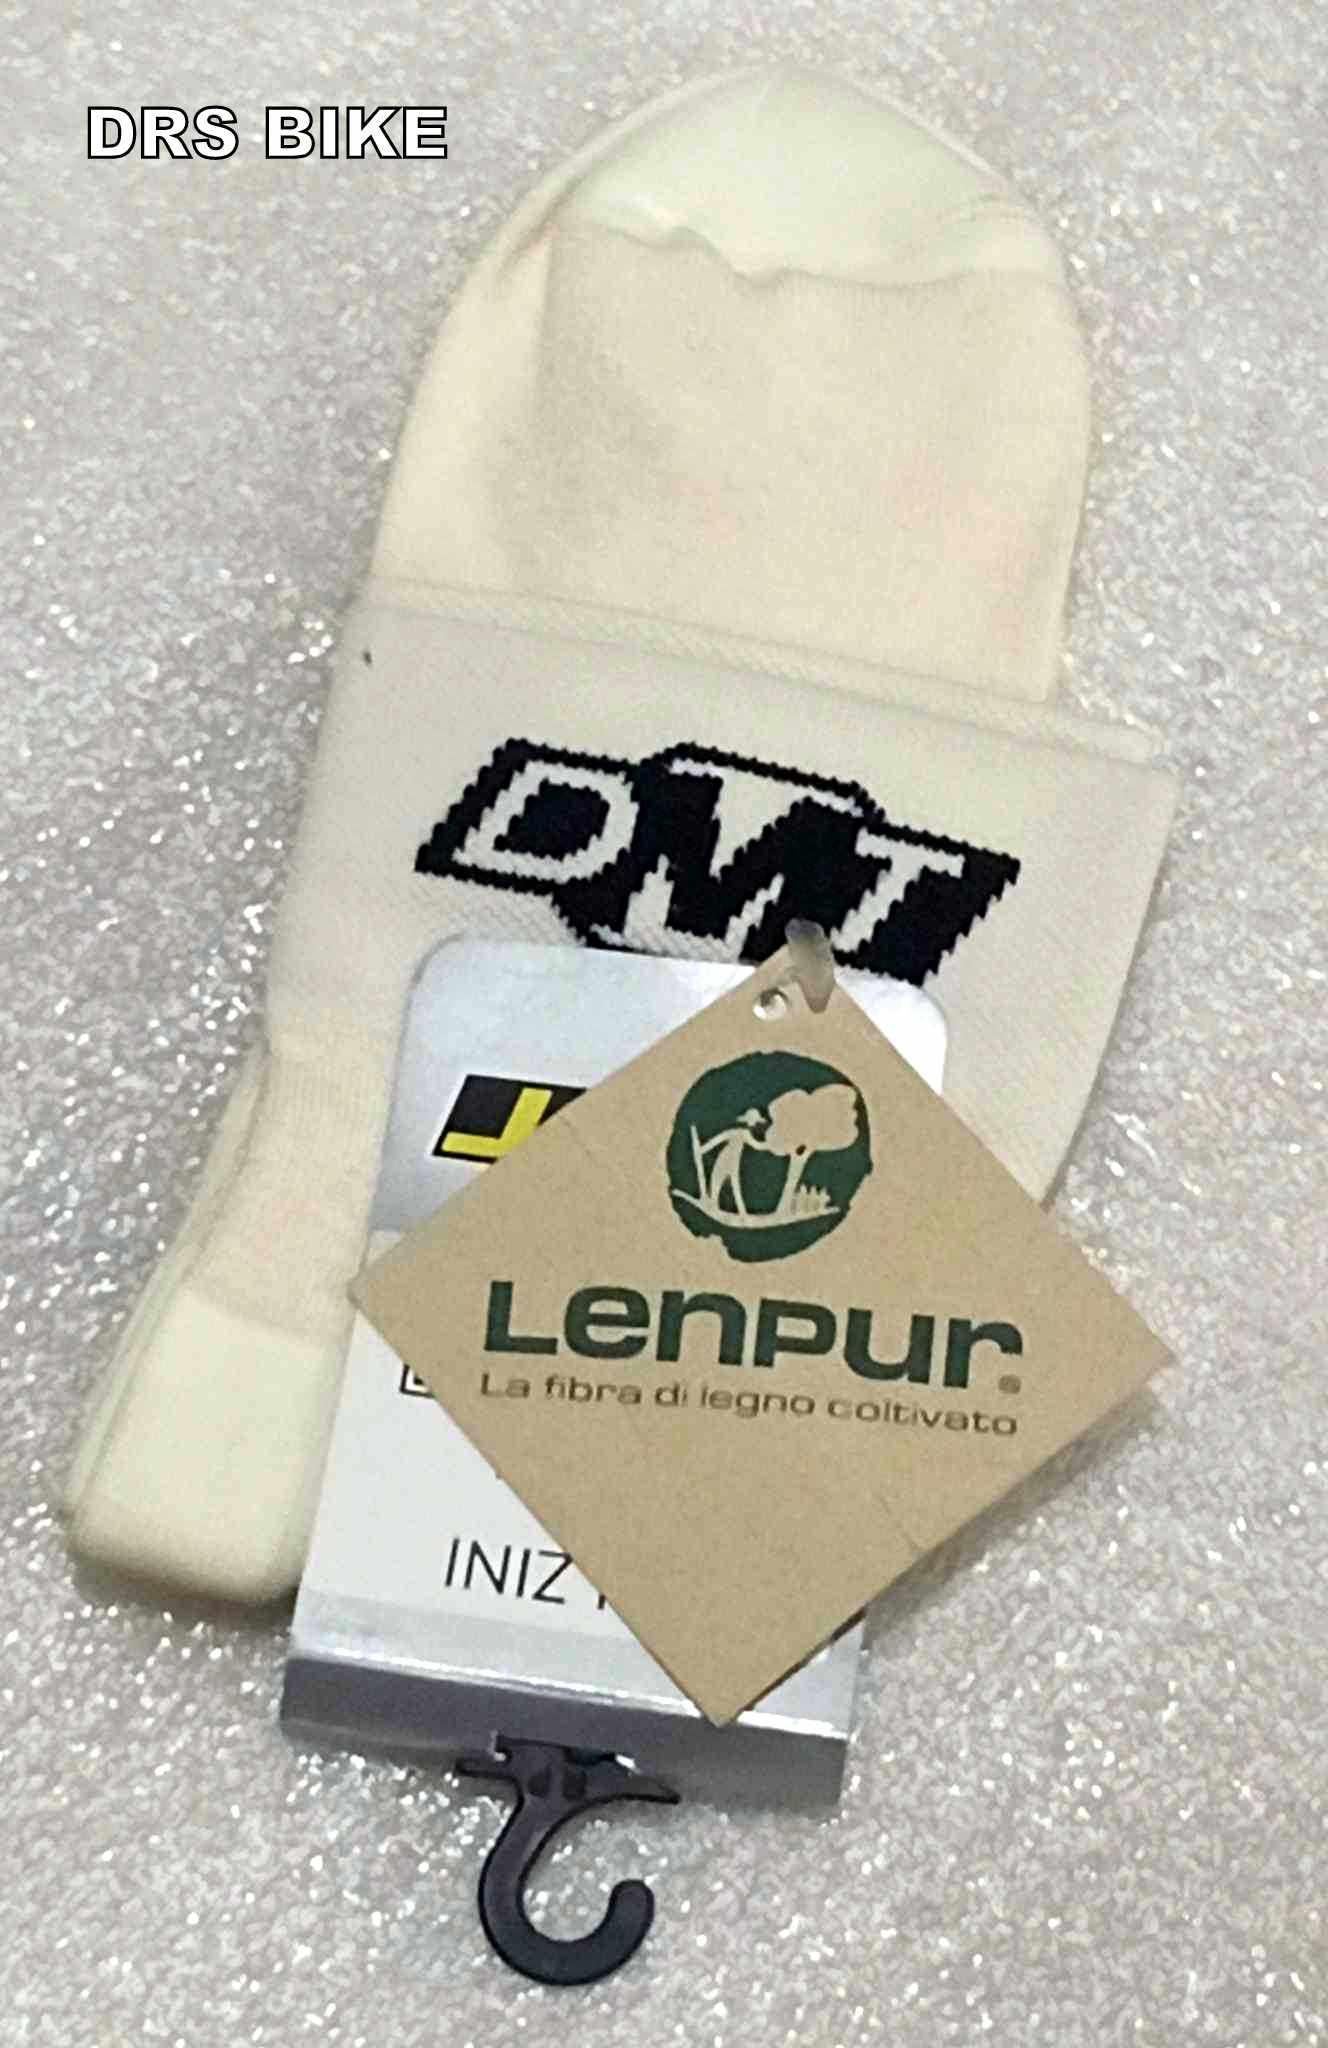 DRS BIKE
DMT
Lenpur®
La fibra di legno coltivato
INIZ